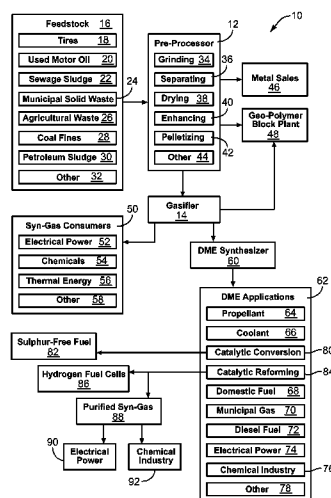 10
Feedstock 16
Tires 18
Used Motor Oil 20
Sewage Sludge 22
Municipal Solid Waste
24
Agricultural Waste 26
Coal Fines 28
Petroleum Sludge 30
Other 32
12
Pre-Processor
Grinding 34
36
Separating
Drying 38
40
Enhancing
Pelletizing
42
Other 44
Metal Sales
46
Geo-Polymer
Block Plant
48
Gasifier
14
50
Syn-Gas Consumers
Electrical Power 52
Chemicals 54
Thermal Energy 56
Other 58
DME Synthesizer
60
62
DME Applications
Propellant 64
Coolant 66
Catalytic Conversion
80
Catalytic Reforming
84
Domestic Fuel 68
Municipal Gas 70
Diesel Fuel 72
Electrical Power 74
Chemical Industry
76
Other 78
Sulphur-Free Fuel
82
Hydrogen Fuel Cells
86
Purified Syn-Gas
88
90
Electrical
Power
Chemical
Industry
92